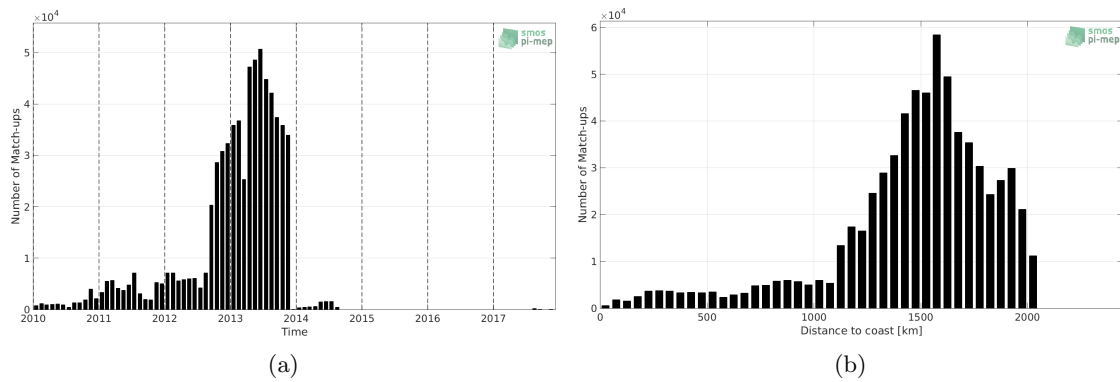 ×10⁴
5
4
3
2
1
0
2010 2011 2012 2013 2014 2015 2016 2017
Time
Number of Match-ups
smos
pi-mep
(a)
×10⁴
6
5
4
3
2
1
0
0 500 1000 1500 2000
Distance to coast [km]
Number of Match-ups
smos
pi-mep
(b)